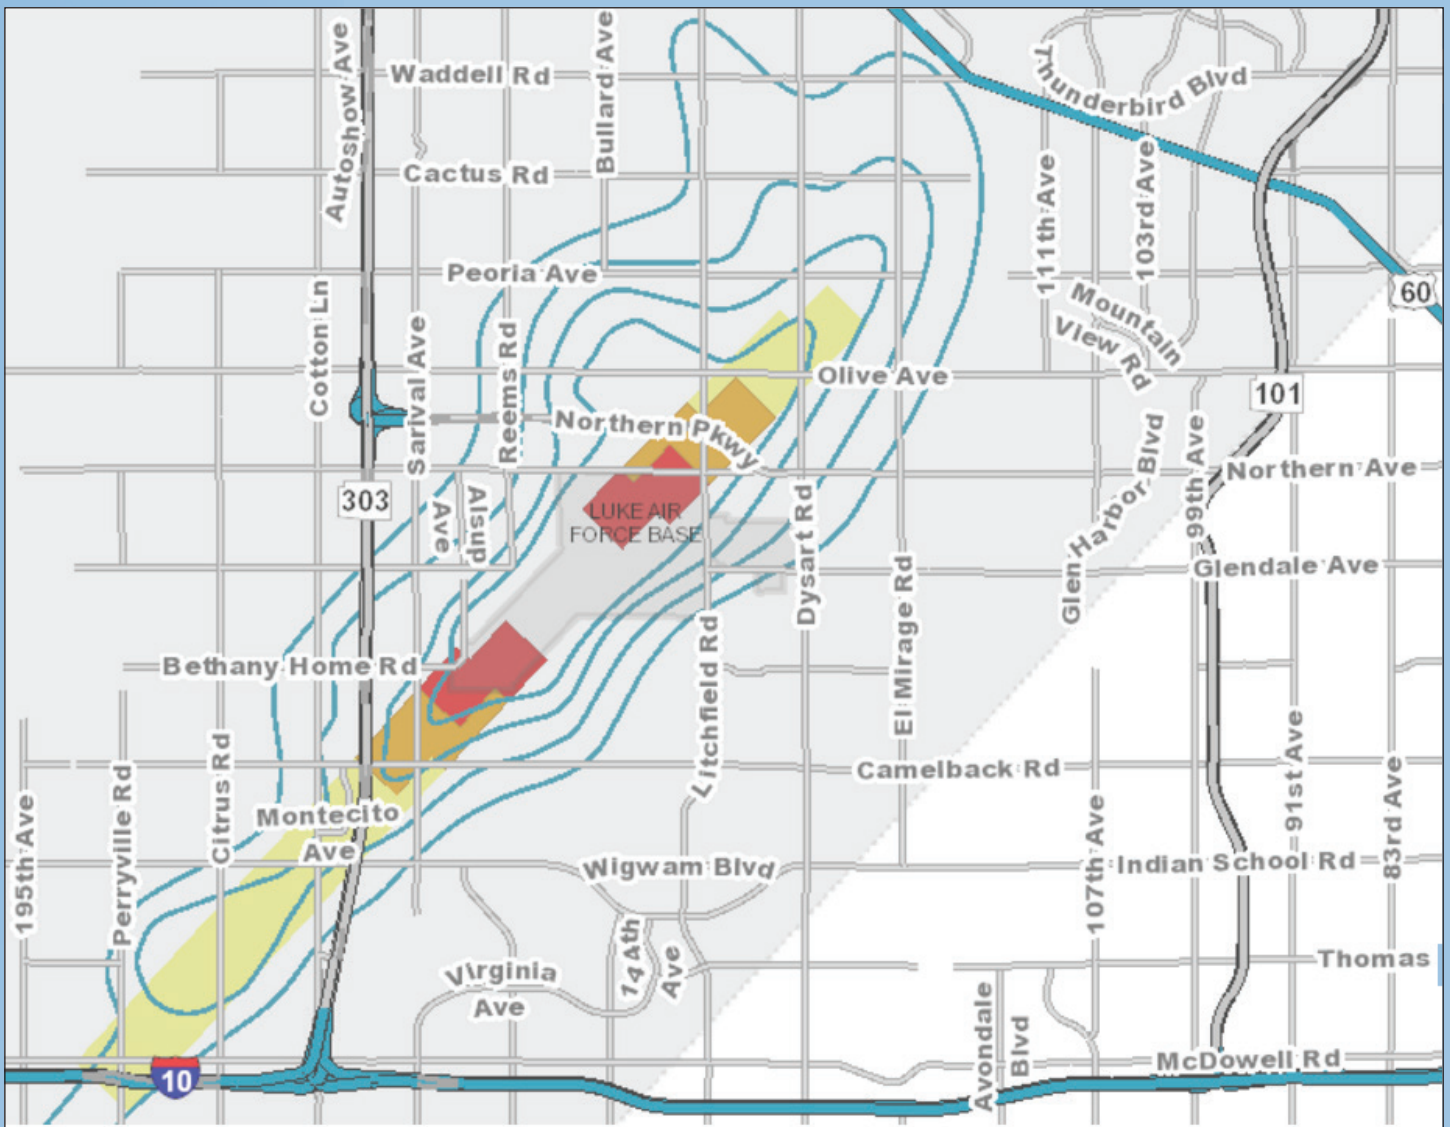 Autoshow Ave
Waddell Rd
Bullard Ave
Thunderbird Blvd
Cactus Rd
111th Ave
103rd Ave
Peoria Ave
Cotton Ln
60
Mountain
View Rd
Sarival Ave
Reems Rd
Olive Ave
101
Northern Pkwy
Northern Ave
303
Alsup
Ave
LUKE AIR
FORCE BASE
Dysart Rd
Glen Harbor Blvd
99th Ave
Glendale Ave
El Mirage Rd
Bethany Home Rd
Litchfield Rd
Camelback Rd
195th Ave
Perryville Rd
Citrus Rd
Montecito
Ave
Wigwam Blvd
107th Ave
Indian School Rd
91st Ave
83rd Ave
Virginia
Ave
14 4th
Ave
Thomas
Avondale
Blvd
10
McDowell Rd